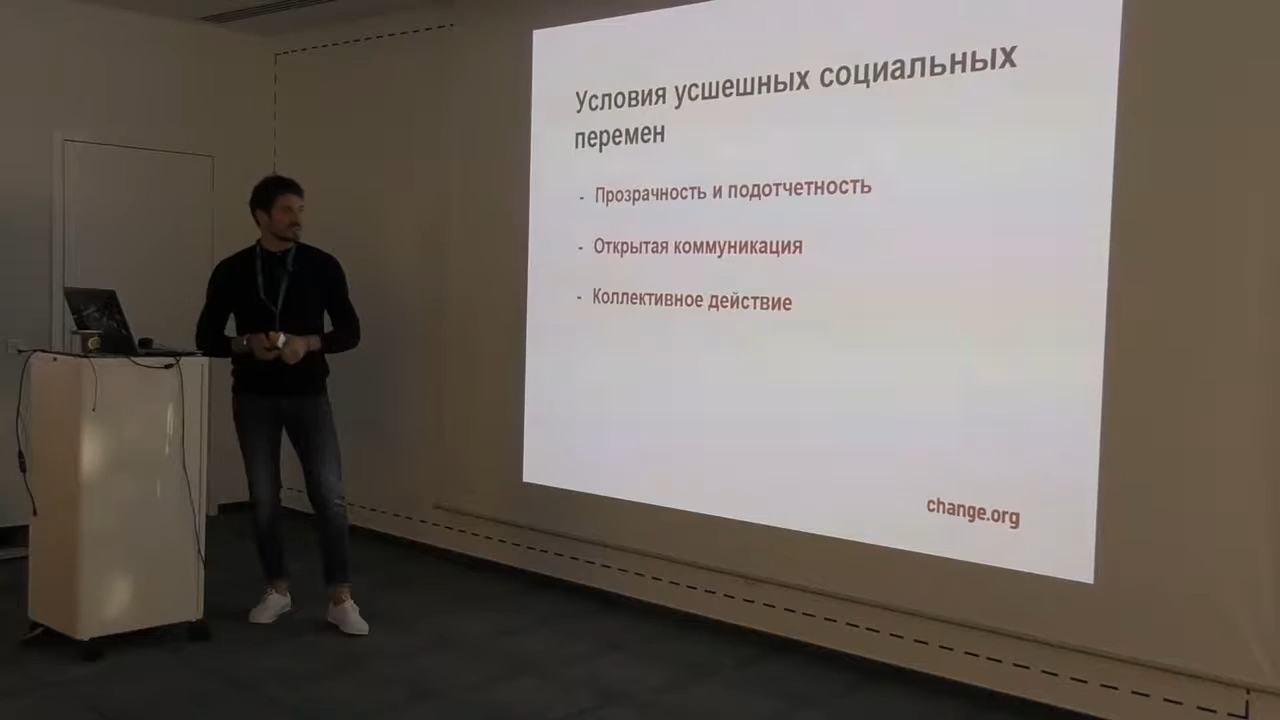 Условия усшешных социальных
перемен
- Прозрачность и подотчетность
- Открытая коммуникация
- Коллективное действие
change.org